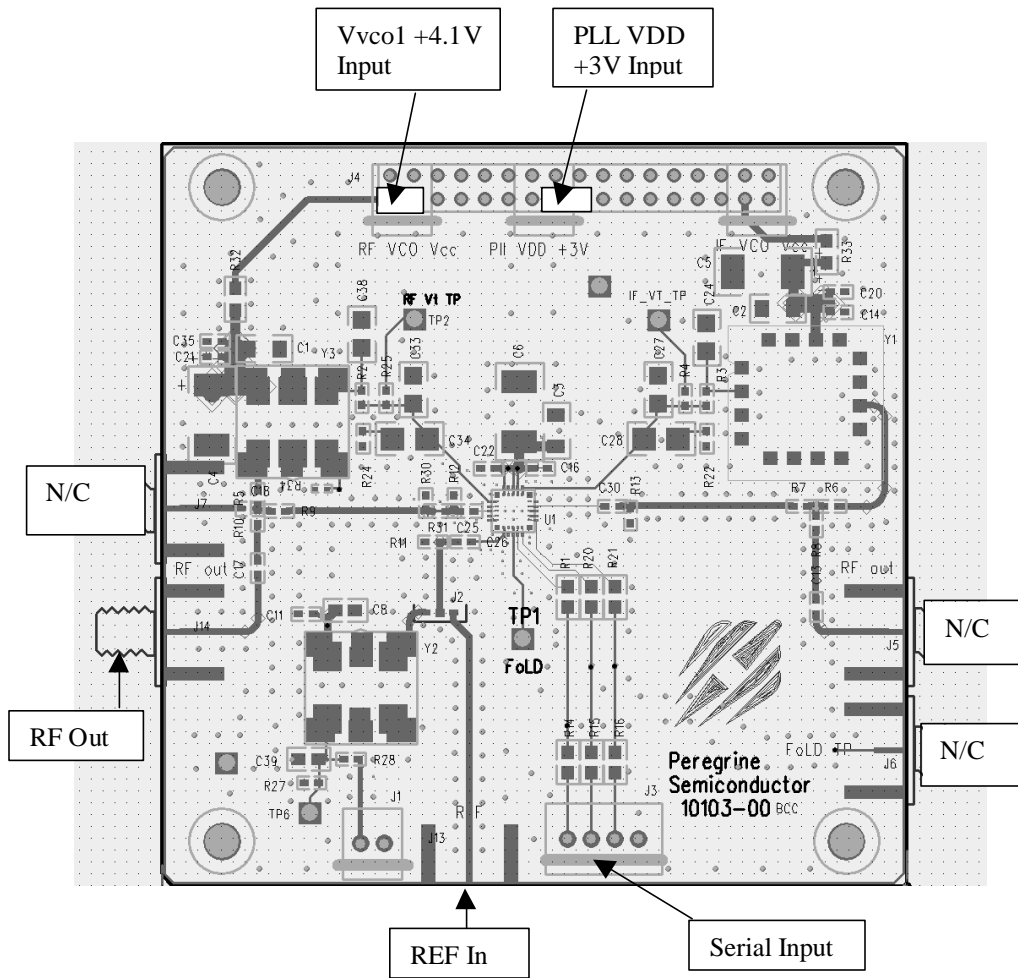 Vvco1 +4.1V
Input
PLL VDD
+3V Input
J4
RF VCO Vcc
Pll VDD +3V
IF VCO Vcc
R32
C38
RF Vt TP
TP2
IF_VT_TP
C24
C5
R33
C20
C2
C14
C35
C21
C1
Y3
R2
R25
C33
C6
C3
C27
R4
R3
Y1
C4
R24
C34
C28
R22
N/C
J7
R34
C22
C16
R5
C18
R10
R9
R30
R12
R31
C25
U1
C30
R13
R7
R6
R11
C26
R8
RF out
C17
R1
R20
R21
C13
RF out
J14
C11
C8
J2
TP1
FoLD
J5
N/C
Y2
RF Out
R14
R15
R16
FoLD TP
J6
N/C
C39
R28
R27
TP6
J1
REF
J13
J3
Peregrine
Semiconductor
10103-00 BCC
REF In
Serial Input